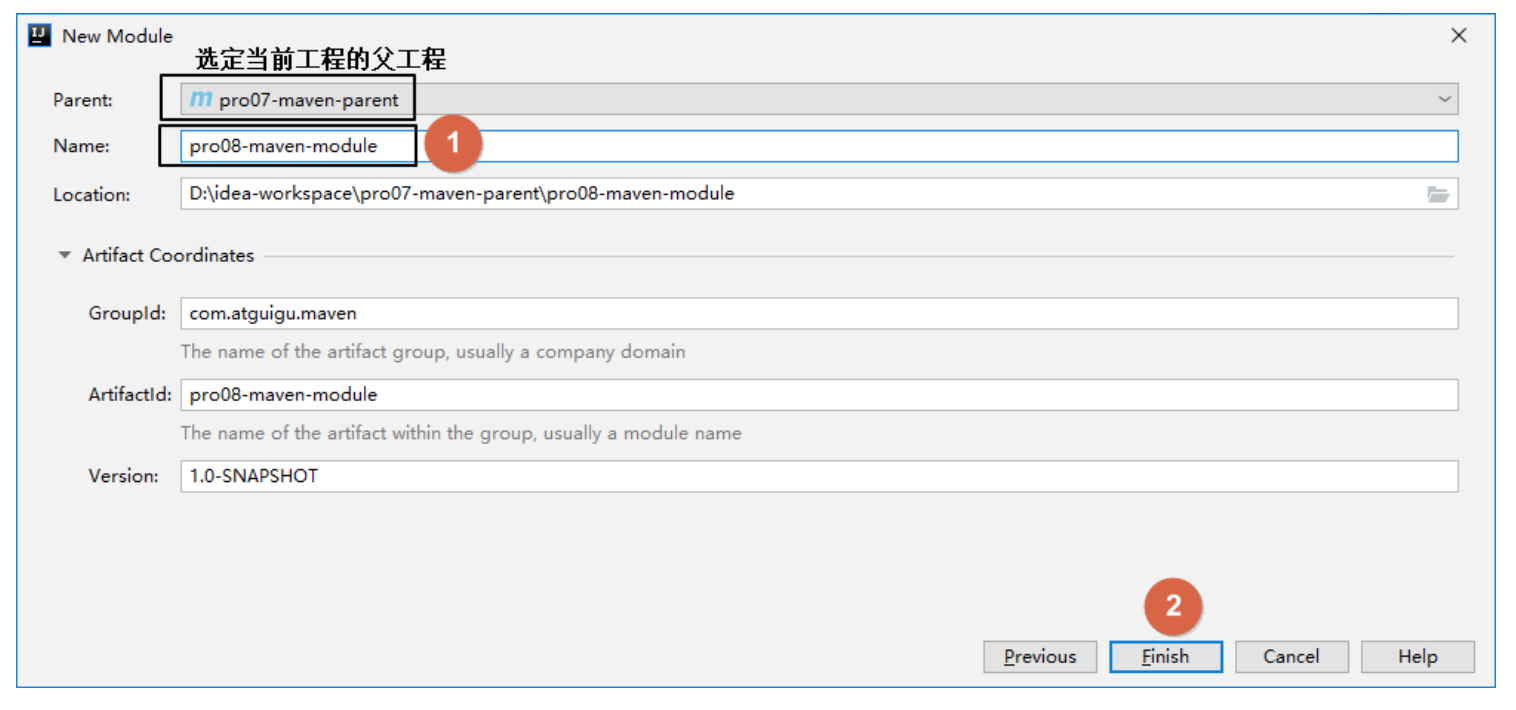 New Module
选定当前工程的父工程
Parent: pro07-maven-parent
Name: pro08-maven-module 1
Location: D:\idea-workspace\pro07-maven-parent\pro08-maven-module
Artifact Coordinates
GroupId: com.atguigu.maven
The name of the artifact group, usually a company domain
ArtifactId: pro08-maven-module
The name of the artifact within the group, usually a module name
Version: 1.0-SNAPSHOT
2
Previous Finish Cancel Help